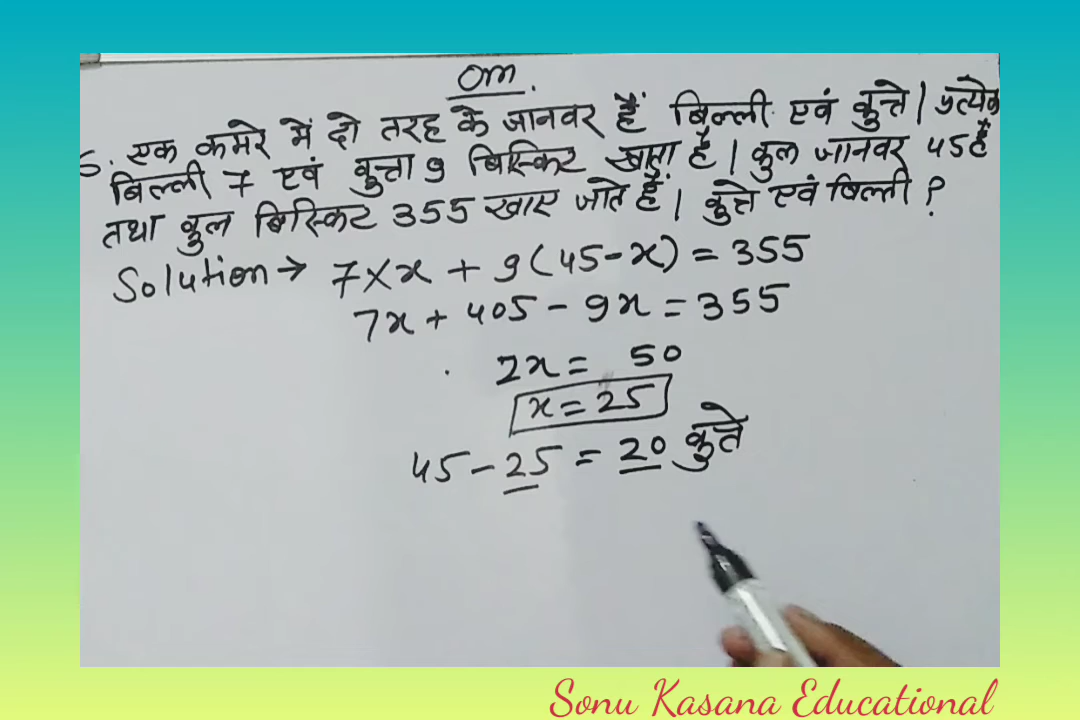 Om.
5. एक कमरे में दो तरह के जानवर हैं बिल्ली एवं कुत्ते। प्रत्येक
बिल्ली 7 एवं कुत्ता 9 बिस्किट खाता है। कुल जानवर 45 हैं
तथा कुल बिस्किट 355 खाए जाते हैं। कुत्ते एवं बिल्ली ?
Solution → 7×x + 9(45-x) = 355
7x + 405 - 9x = 355
2x = 50
x = 25
45 - 25 = 20 कुत्ते
Sonu Kasana Educational